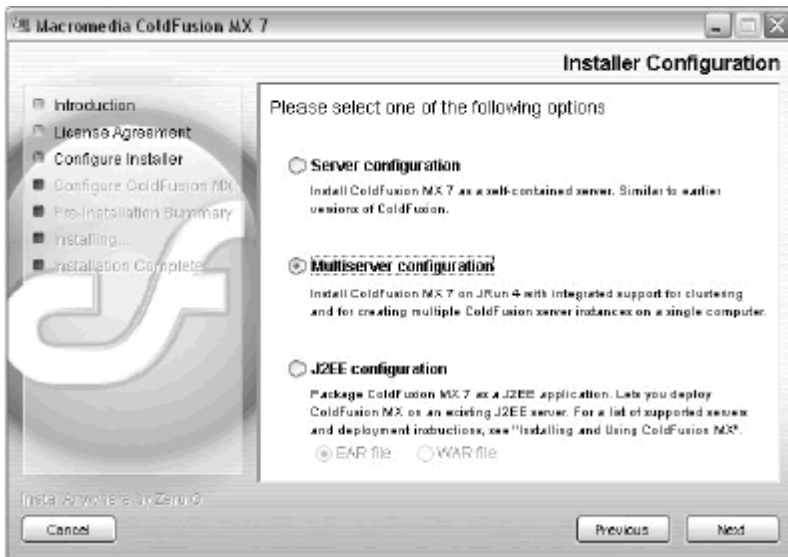 Macromedia ColdFusion MX 7
Installer Configuration
Introduction
License Agreement
Configure Installer
Configure ColdFusion MX
Pre-Installation Summary
Installing...
Installation Complete
Please select one of the following options
Server configuration
Install ColdFusion MX 7 as a self-contained server. Similar to earlier
versions of ColdFusion.
Multiserver configuration
Install ColdFusion MX 7 on JRun 4 with integrated support for clustering
and for creating multiple ColdFusion server instances on a single computer.
J2EE configuration
Package ColdFusion MX 7 as a J2EE application. Lets you deploy
ColdFusion MX on an existing J2EE server. For a list of supported servers
and deployment instructions, see "Installing and Using ColdFusion MX".
EAR file
WAR file
InstallAnywhere by Zero G
Cancel
Previous
Next